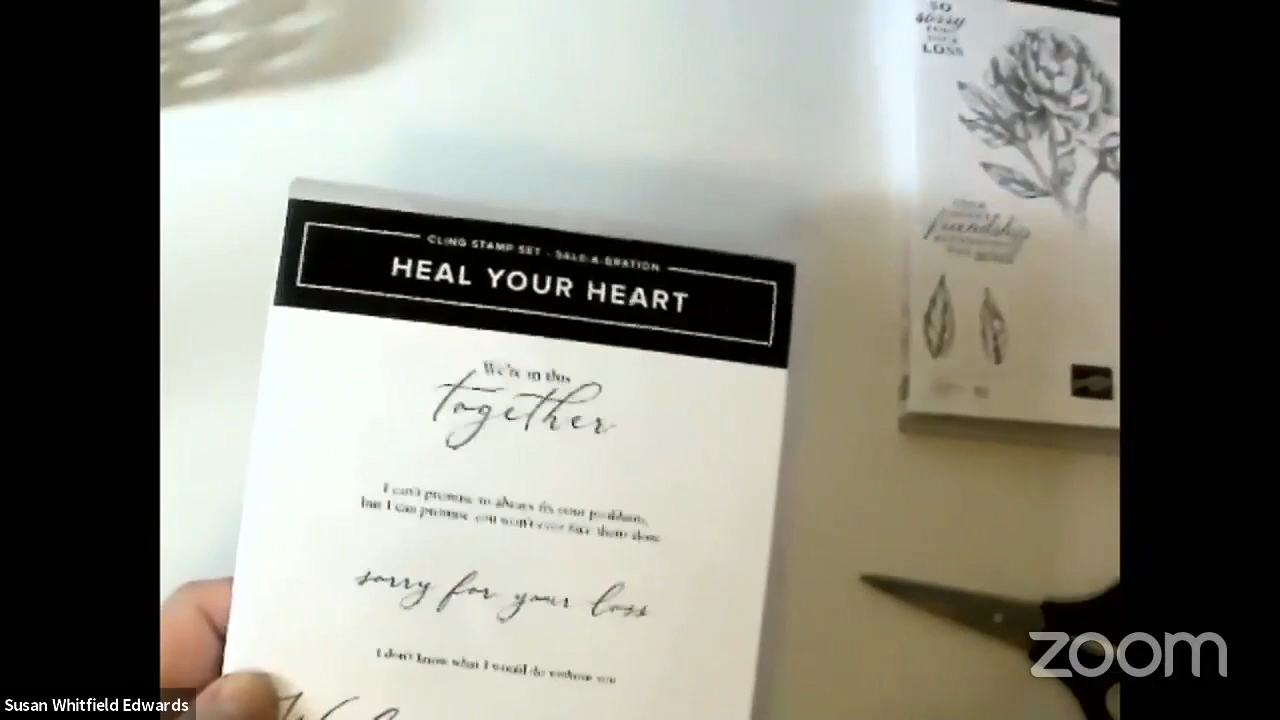 SO
sorry
LOSS
friendship
CLING STAMP SET - SALE-A-BRATION
HEAL YOUR HEART
We're in this
together
I can't promise to always fix your problems,
but I can promise you won't ever face them alone
sorry for your loss
I don't know what I would do without you
zoom
Susan Whitfield Edwards